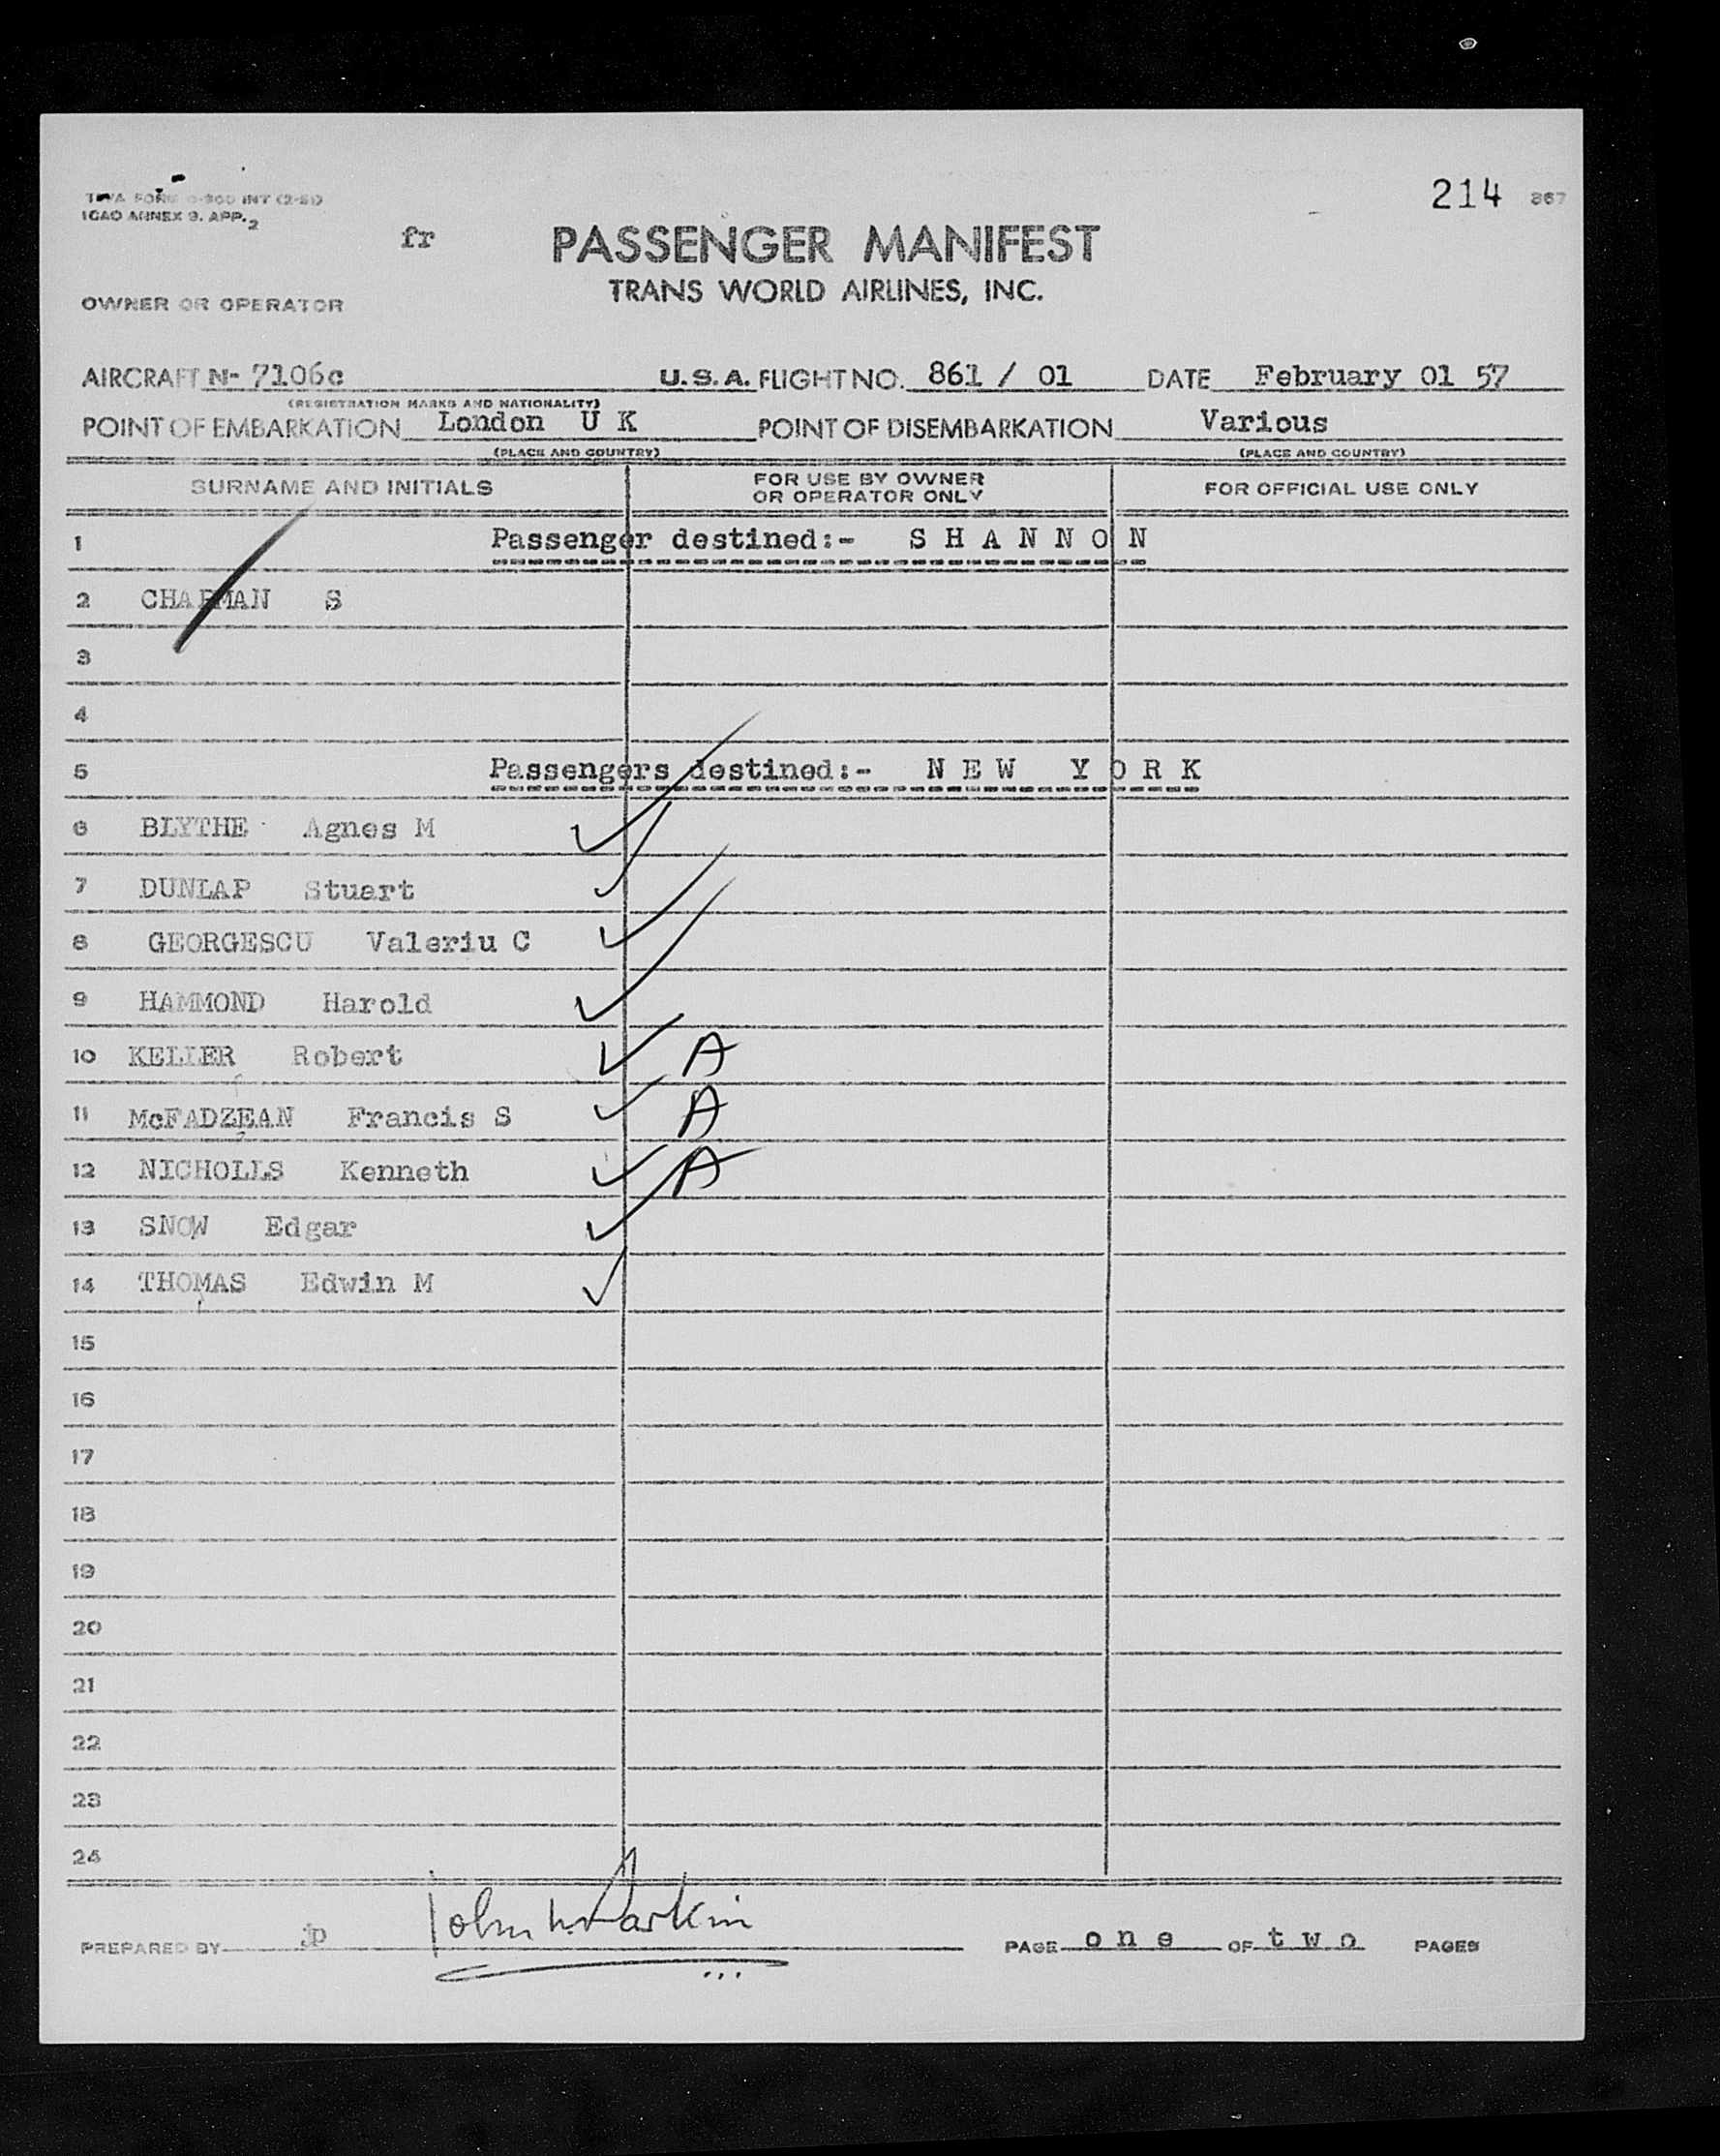 TWA FORM INT (2-51)
ICAO ANNEX 9. APP. 2
214 867
fr PASSENGER MANIFEST
TRANS WORLD AIRLINES, INC.
OWNER OR OPERATOR
AIRCRAFT N- 7106c U.S.A. FLIGHT NO. 861 / 01 DATE February 01 57
(REGISTRATION MARKS AND NATIONALITY)
POINT OF EMBARKATION London U K POINT OF DISEMBARKATION Various
(PLACE AND COUNTRY) (PLACE AND COUNTRY)
SURNAME AND INITIALS FOR USE BY OWNER OR OPERATOR ONLY FOR OFFICIAL USE ONLY
1 Passenger destined:- S H A N N O N
2 CHAPMAN S
3
4
5 Passengers destined:- N E W Y O R K
6 BLYTHE Agnes M
7 DUNLAP Stuart
8 GEORGESCU Valeriu C
9 HAMMOND Harold
10 KELLER Robert A
11 McFADZEAN Francis S A
12 NICHOLLS Kenneth A
13 SNOW Edgar
14 THOMAS Edwin M
15
16
17
18
19
20
21
22
23
24
PREPARED BY jp John W. Larkin PAGE o n e OF t w o PAGES